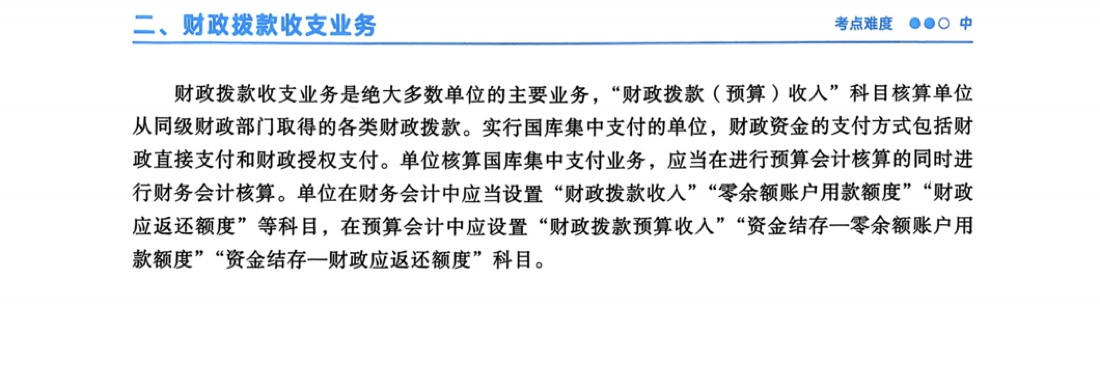 二、财政拨款收支业务
考点难度 ●●○ 中
财政拨款收支业务是绝大多数单位的主要业务，“财政拨款（预算）收入”科目核算单位
从同级财政部门取得的各类财政拨款。实行国库集中支付的单位，财政资金的支付方式包括财
政直接支付和财政授权支付。单位核算国库集中支付业务，应当在进行预算会计核算的同时进
行财务会计核算。单位在财务会计中应当设置“财政拨款收入”“零余额账户用款额度”“财政
应返还额度”等科目，在预算会计中应设置“财政拨款预算收入”“资金结存—零余额账户用
款额度”“资金结存—财政应返还额度”科目。